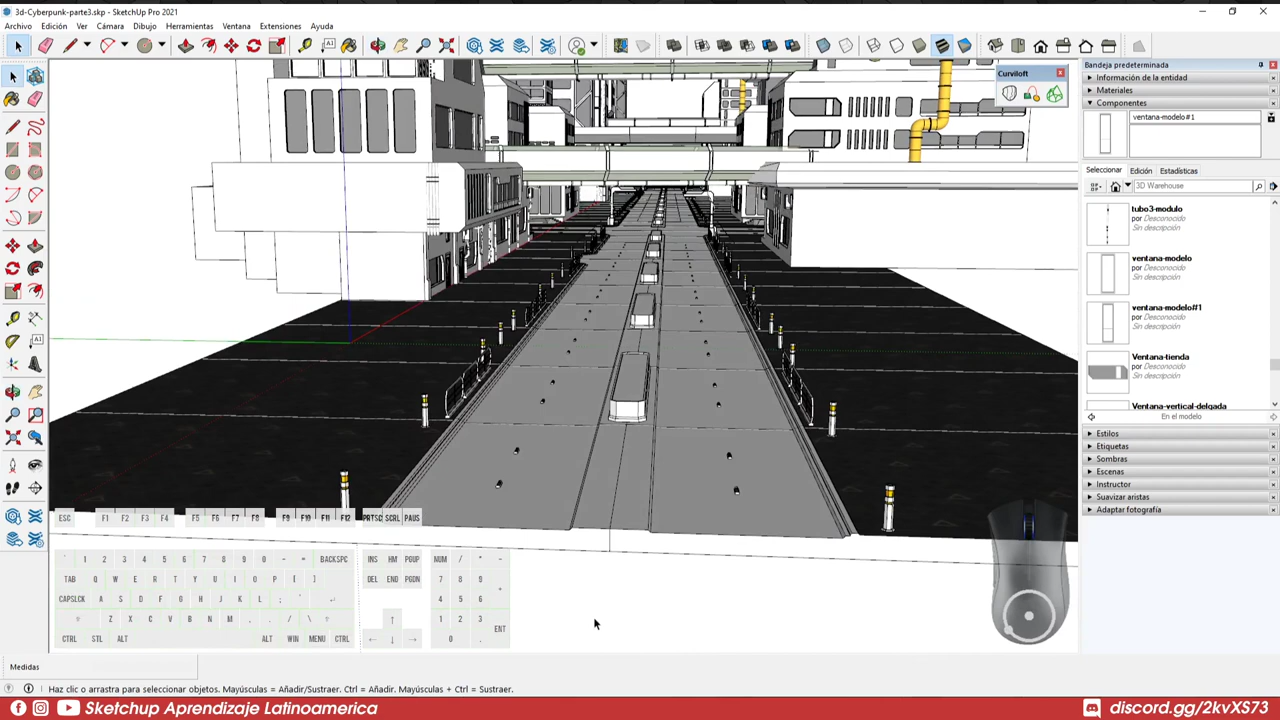 3d-Cyberpunk-parte3.skp - SketchUp Pro 2021
Archivo Edición Ver Cámara Dibujo Herramientas Ventana Extensiones Ayuda
Curviloft
Bandeja predeterminada
Información de la entidad
Materiales
Componentes
ventana-modelo#1
Seleccionar Edición Estadísticas
3D Warehouse
tubo3-modulo
por Desconocido
Sin descripción
ventana-modelo
por Desconocido
Sin descripción
ventana-modelo#1
por Desconocido
Sin descripción
Ventana-tienda
por Desconocido
Sin descripción
Ventana-vertical-delgada
En el modelo
Estilos
Etiquetas
Sombras
Escenas
Instructor
Suavizar aristas
Adaptar fotografía
ESC F1 F2 F3 F4 F5 F6 F7 F8 F9 F10 F11 F12 PRTSC SCRL PAUS
` 1 2 3 4 5 6 7 8 9 0 - = BACKSPC INS HM PGUP NUM / * -
TAB Q W E R T Y U I O P [ ] DEL END PGDN 7 8 9 +
CAPSLCK A S D F G H J K L ; ' 4 5 6
Z X C V B N M , . / \ 1 2 3
CTRL STL ALT ALT WIN MENU CTRL 0 . ENT
Medidas
Haz clic o arrastra para seleccionar objetos. Mayúsculas = Añadir/Sustraer. Ctrl = Añadir. Mayúsculas + Ctrl = Sustraer.
Sketchup Aprendizaje Latinoamerica
discord.gg/2kvXS73